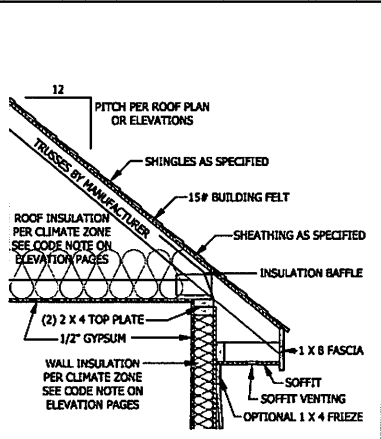 12
PITCH PER ROOF PLAN
OR ELEVATIONS
TRUSSES BY MANUFACTURER
SHINGLES AS SPECIFIED
15# BUILDING FELT
ROOF INSULATION
PER CLIMATE ZONE
SEE CODE NOTE ON
ELEVATION PAGES
SHEATHING AS SPECIFIED
INSULATION BAFFLE
(2) 2 X 4 TOP PLATE
1/2" GYPSUM
1 X 8 FASCIA
WALL INSULATION
PER CLIMATE ZONE
SEE CODE NOTE ON
ELEVATION PAGES
SOFFIT
SOFFIT VENTING
OPTIONAL 1 X 4 FRIEZE